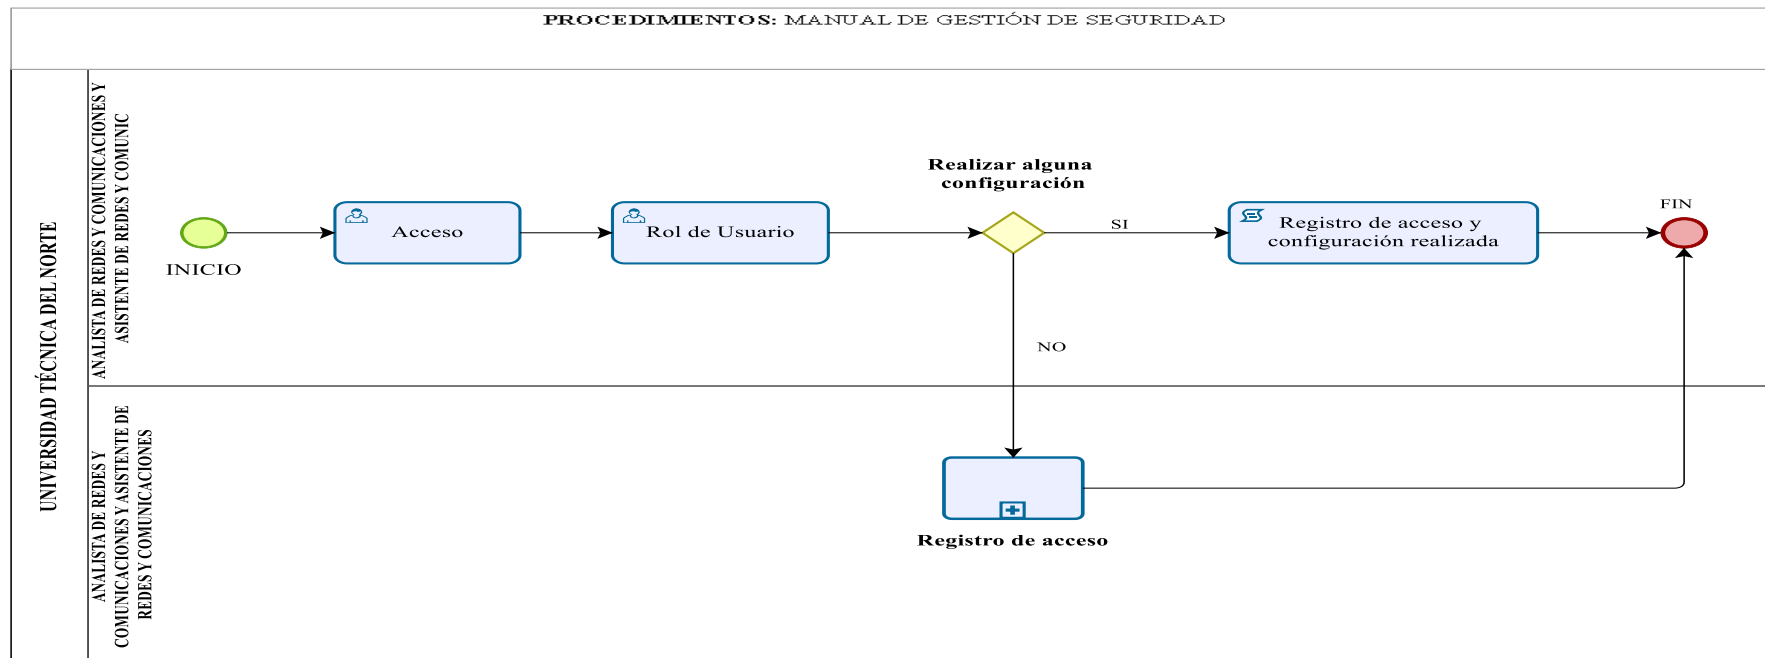 PROCEDIMIENTOS: MANUAL DE GESTIÓN DE SEGURIDAD
UNIVERSIDAD TÉCNICA DEL NORTE
ANALISTA DE REDES Y COMUNICACIONES Y
ASISTENTE DE REDES Y COMUNIC
INICIO
Acceso
Rol de Usuario
Realizar alguna
configuración
SI
Registro de acceso y
configuración realizada
FIN
NO
ANALISTA DE REDES Y
COMUNICACIONES Y ASISTENTE DE
REDES Y COMUNICACIONES
Registro de acceso